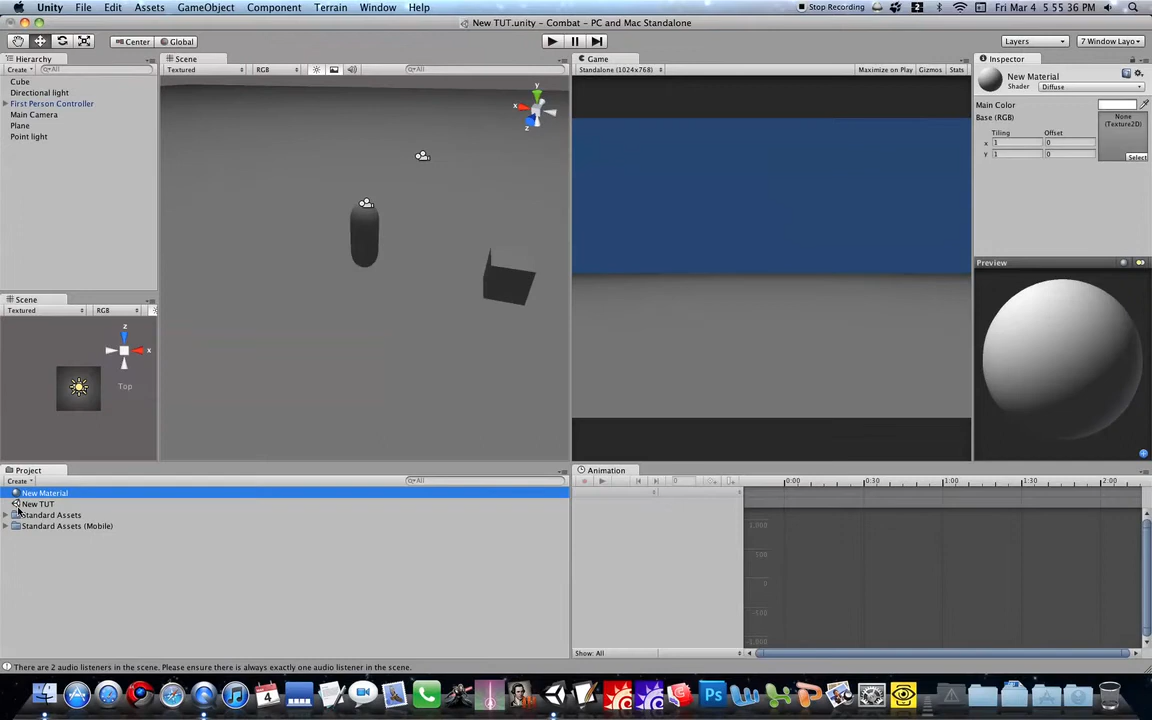 Unity File Edit Assets GameObject Component Terrain Window Help Stop Recording 2 Fri Mar 4 5:55:36 PM
New TUT.unity - Combat - PC and Mac Standalone
Center Global Layers 7 Window Layo
Hierarchy
Create All
Cube
Directional light
First Person Controller
Main Camera
Plane
Point light
Scene
Textured RGB All
y
x
z
Game
Standalone (1024x768) Maximize on Play Gizmos Stats
Inspector
New Material
Shader Diffuse
Main Color
Base (RGB) None
(Texture2D)
Tiling Offset
x 1 0
y 1 0
Select
Preview
Scene
Textured RGB
z
x
Top
Project
Create All
New Material
New TUT
Standard Assets
Standard Assets (Mobile)
Animation
0 0:00 0:30 1:00 1:30 2:00
1,000
500
0
-500
-1,000
Show: All
There are 2 audio listeners in the scene. Please ensure there is always exactly one audio listener in the scene.
4